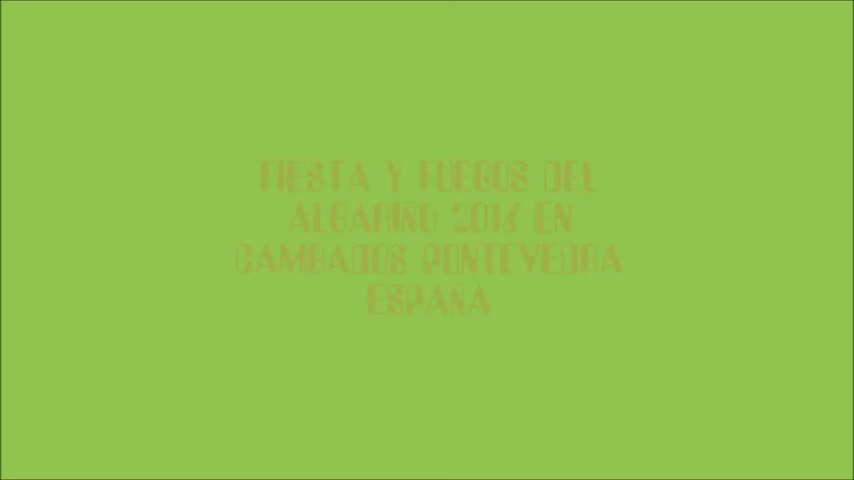 FIESTA Y FUEGOS DEL
ALBARIÑO 2016 EN
CAMBADOS PONTEVEDRA
ESPAÑA